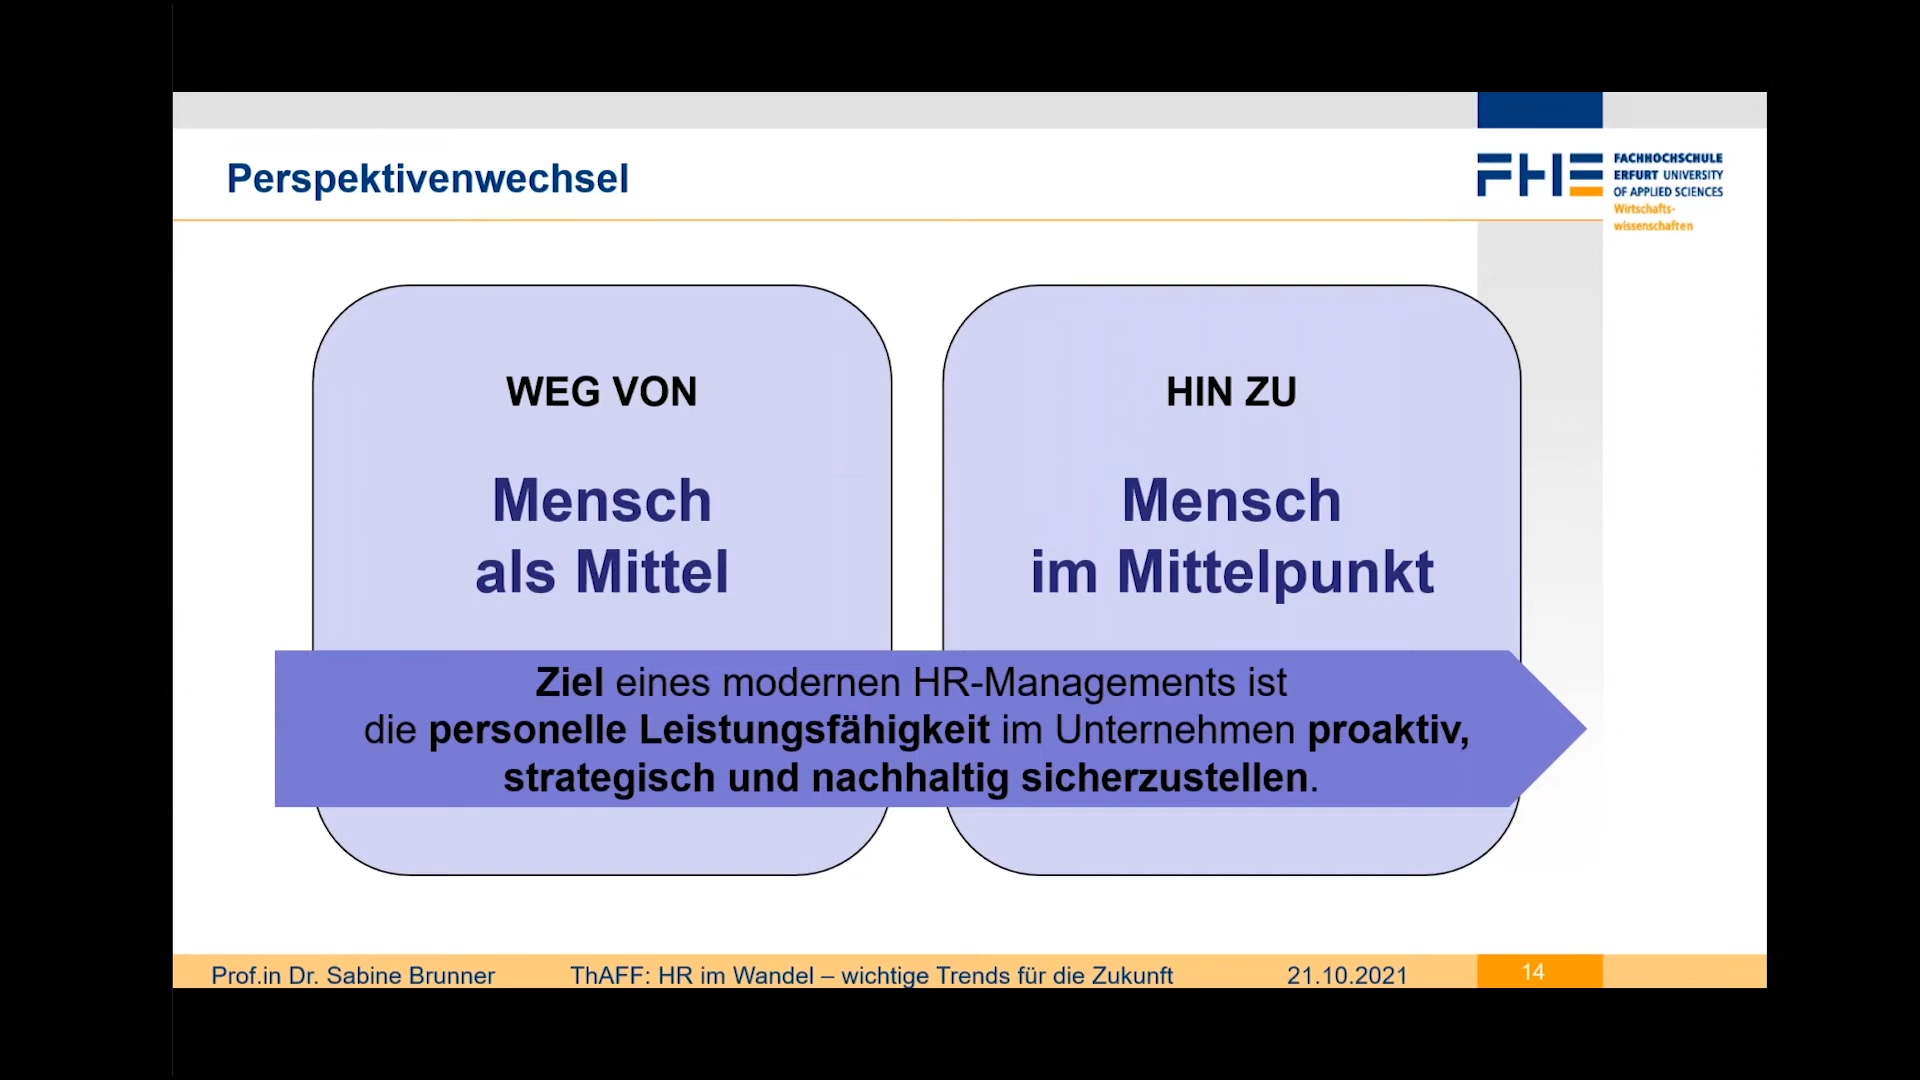 Perspektivenwechsel
FACHHOCHSCHULE
ERFURT UNIVERSITY
OF APPLIED SCIENCES
Wirtschafts-
wissenschaften
FHE
WEG VON
Mensch
als Mittel
HIN ZU
Mensch
im Mittelpunkt
Ziel eines modernen HR-Managements ist
die personelle Leistungsfähigkeit im Unternehmen proaktiv,
strategisch und nachhaltig sicherzustellen.
Prof.in Dr. Sabine Brunner
ThAFF: HR im Wandel – wichtige Trends für die Zukunft
21.10.2021
14